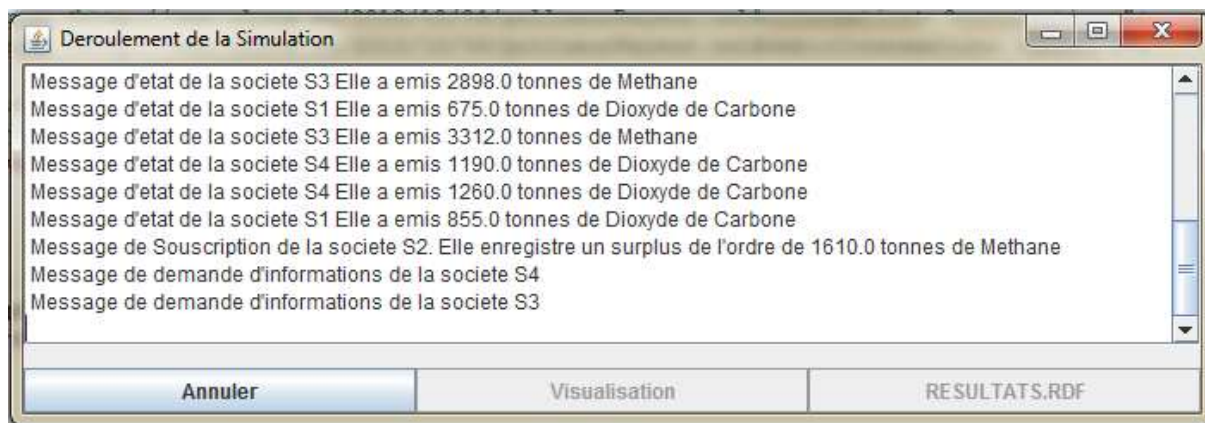 Deroulement de la Simulation
Message d'etat de la societe S3 Elle a emis 2898.0 tonnes de Methane
Message d'etat de la societe S1 Elle a emis 675.0 tonnes de Dioxyde de Carbone
Message d'etat de la societe S3 Elle a emis 3312.0 tonnes de Methane
Message d'etat de la societe S4 Elle a emis 1190.0 tonnes de Dioxyde de Carbone
Message d'etat de la societe S4 Elle a emis 1260.0 tonnes de Dioxyde de Carbone
Message d'etat de la societe S1 Elle a emis 855.0 tonnes de Dioxyde de Carbone
Message de Souscription de la societe S2. Elle enregistre un surplus de l'ordre de 1610.0 tonnes de Methane
Message de demande d'informations de la societe S4
Message de demande d'informations de la societe S3
Annuler
Visualisation
RESULTATS.RDF